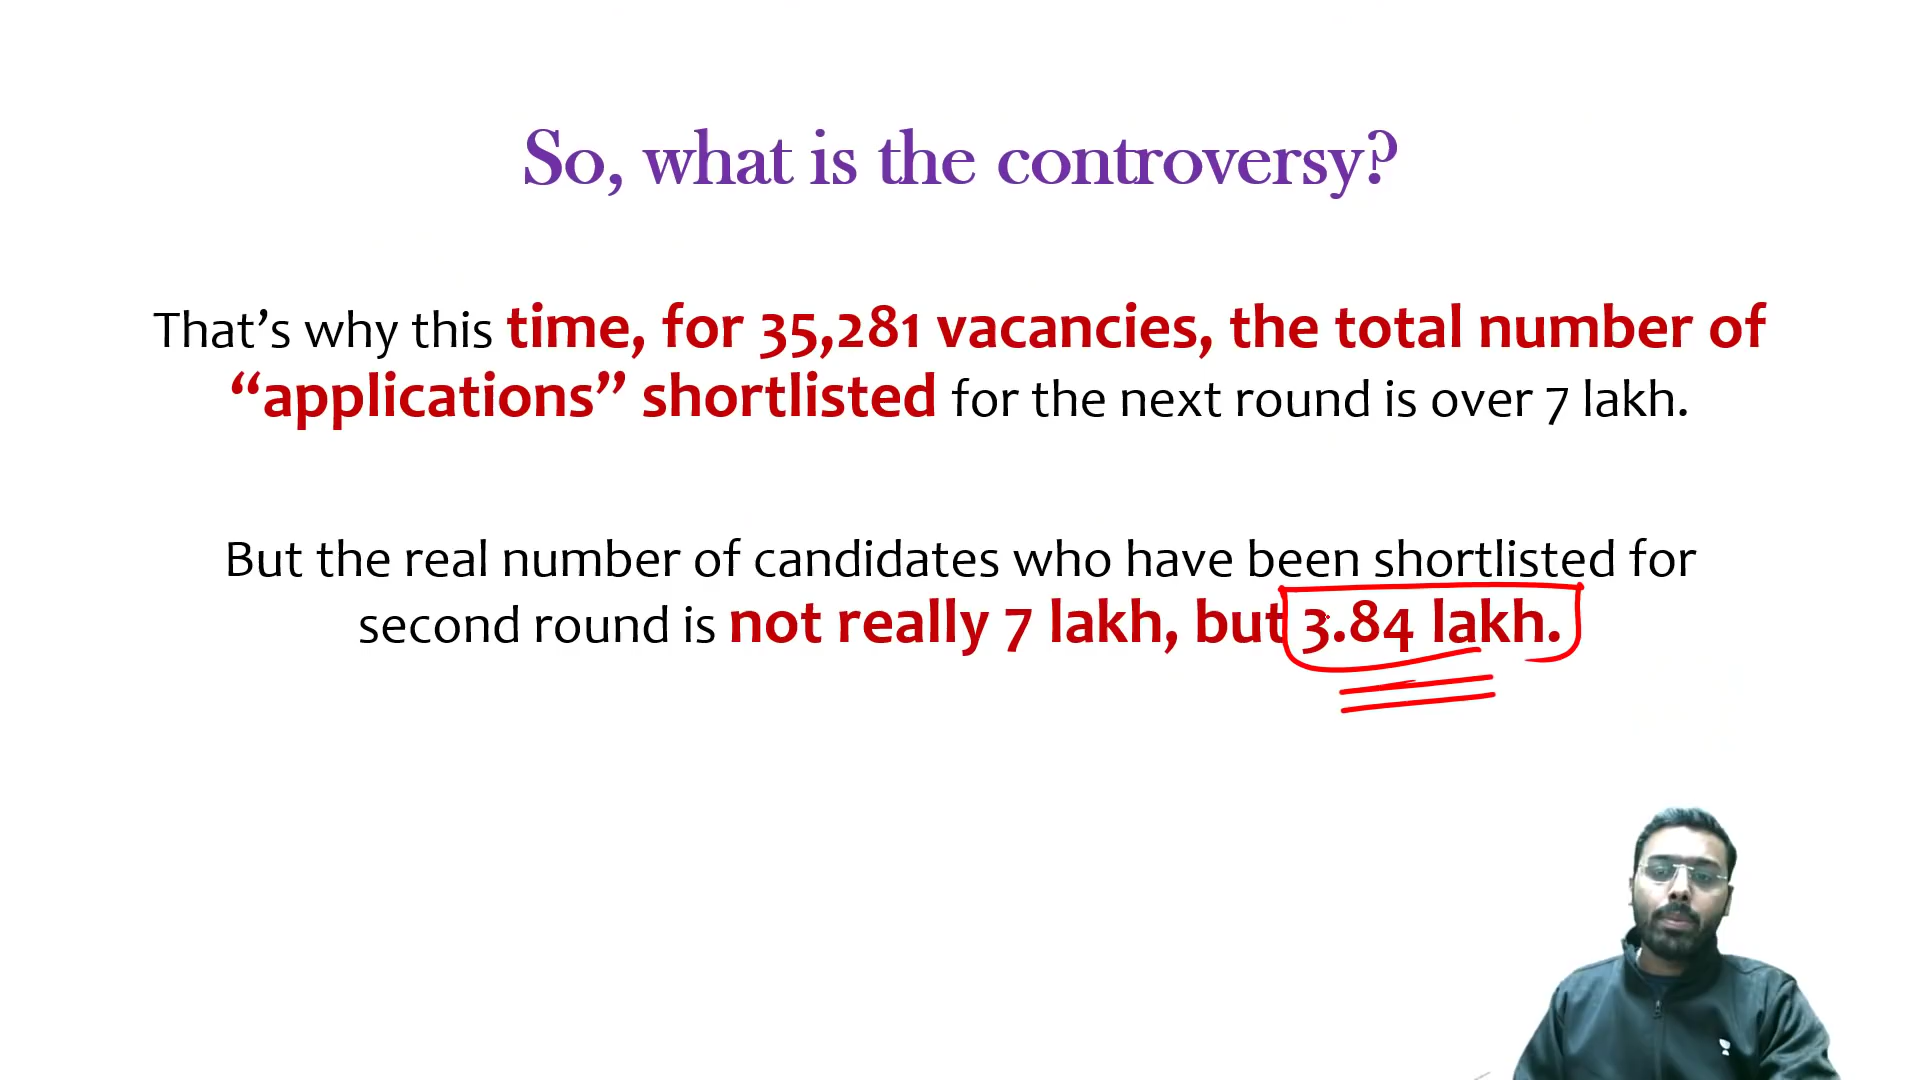 So, what is the controversy?
That’s why this time, for 35,281 vacancies, the total number of
“applications” shortlisted for the next round is over 7 lakh.
But the real number of candidates who have been shortlisted for
second round is not really 7 lakh, but 3.84 lakh.